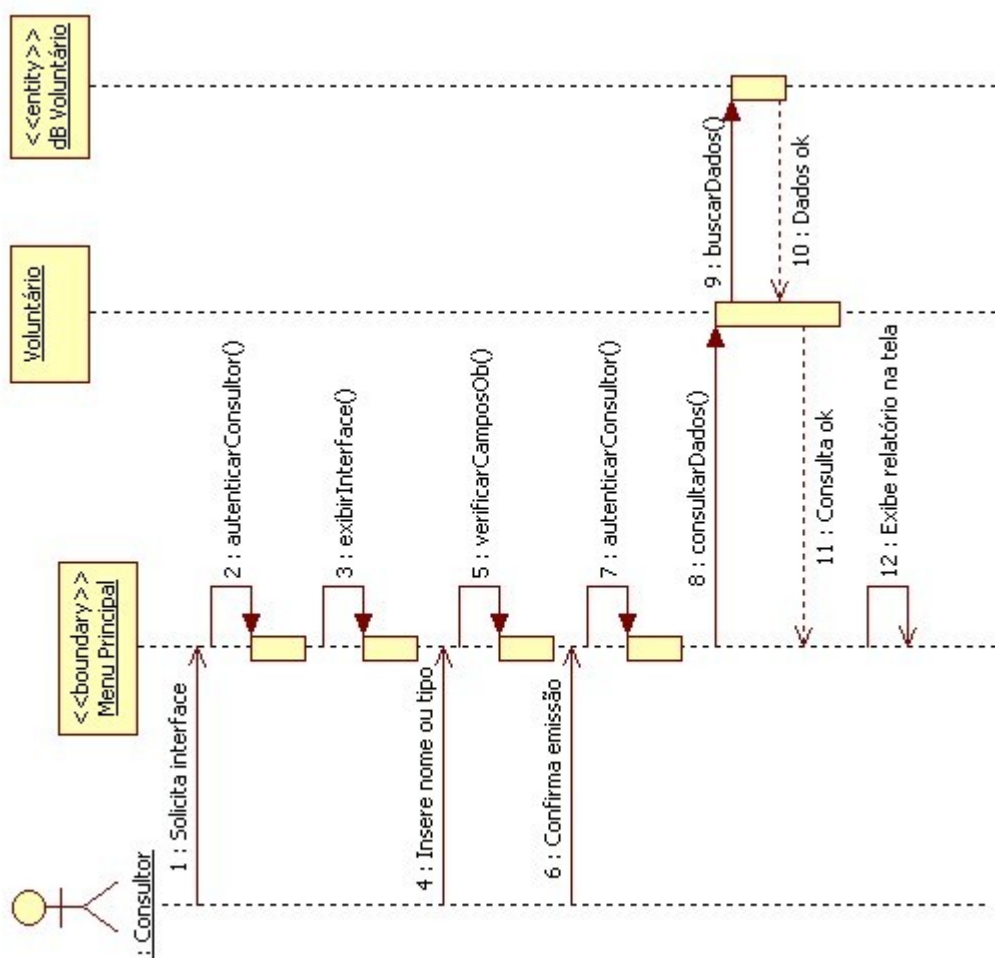 : Consultor
<<boundary>>
Menu Principal
Voluntário
<<entity>>
dB Voluntário
1 : Solicita interface
2 : autenticarConsultor()
3 : exibirInterface()
4 : Insere nome ou tipo
5 : verificarCamposOb()
6 : Confirma emissão
7 : autenticarConsultor()
8 : consultarDados()
9 : buscarDados()
10 : Dados ok
11 : Consulta ok
12 : Exibe relatório na tela